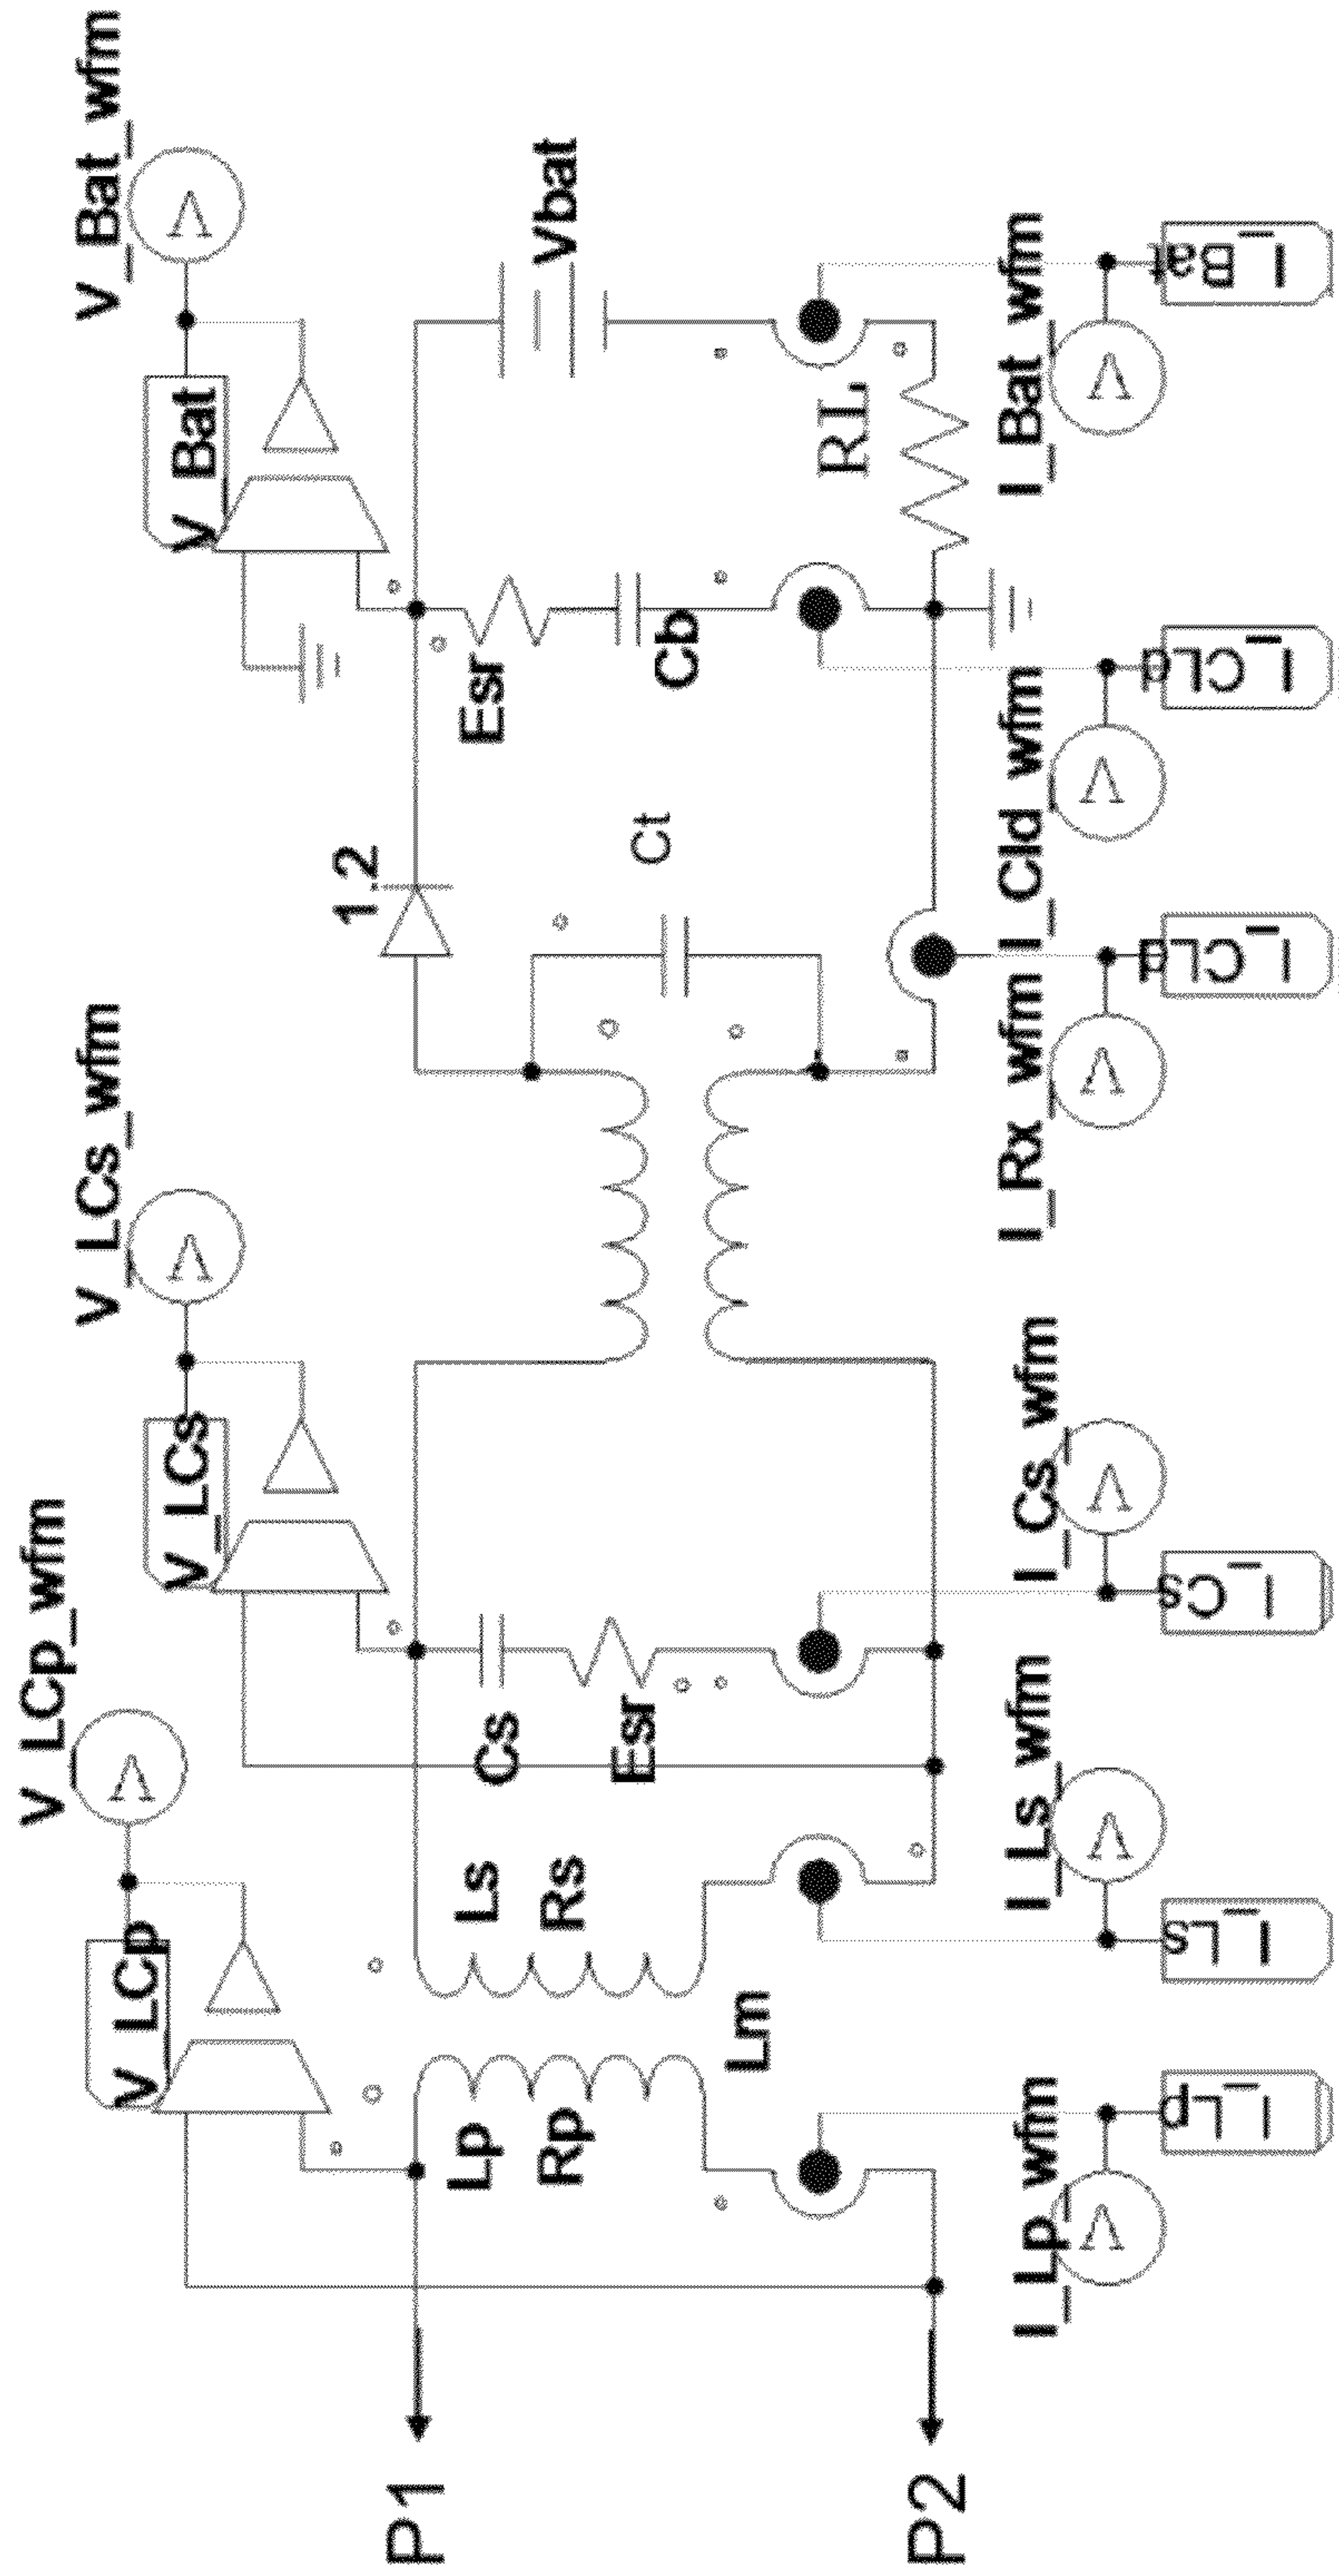 V_LCp_wfm
V_LCs_wfm
V_Bat_wfm
V
V
V
V_LCp
V_LCs
V_Bat
1.2
P1
Lp
Rp
Ls
Rs
Cs
Esr
Ct
Esr
Cb
Vbat
Lm
RL
P2
I_Lp_wfm
I_Ls_wfm
I_Cs_wfm
I_Rx_wfm
I_Cld_wfm
I_Bat_wfm
V
V
V
V
V
V
I_Lp
I_Ls
I_Cs
I_CLd
I_CLd
I_Bat